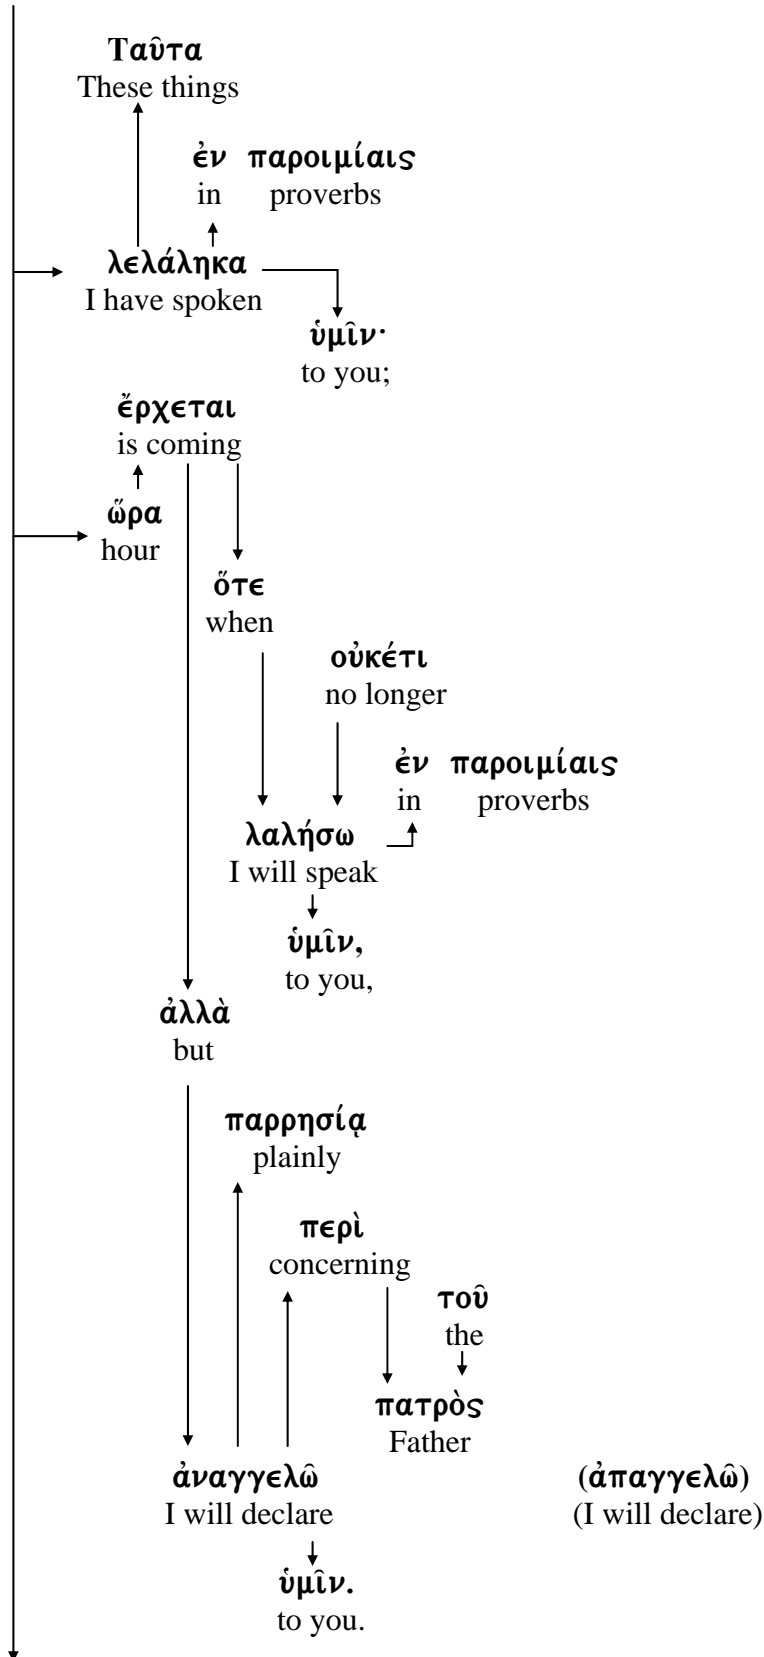 Ταῦτα
These things
ἐν παροιμίαις
in proverbs
λελάληκα
I have spoken
ὑμῖν·
to you;
ἔρχεται
is coming
ὥρα
hour
ὅτε
when
οὐκέτι
no longer
ἐν παροιμίαις
in proverbs
λαλήσω
I will speak
ὑμῖν,
to you,
ἀλλὰ
but
παρρησίᾳ
plainly
περὶ
concerning
τοῦ
the
πατρὸς
Father
ἀναγγελῶ (ἀπαγγελῶ)
I will declare (I will declare)
ὑμῖν.
to you.